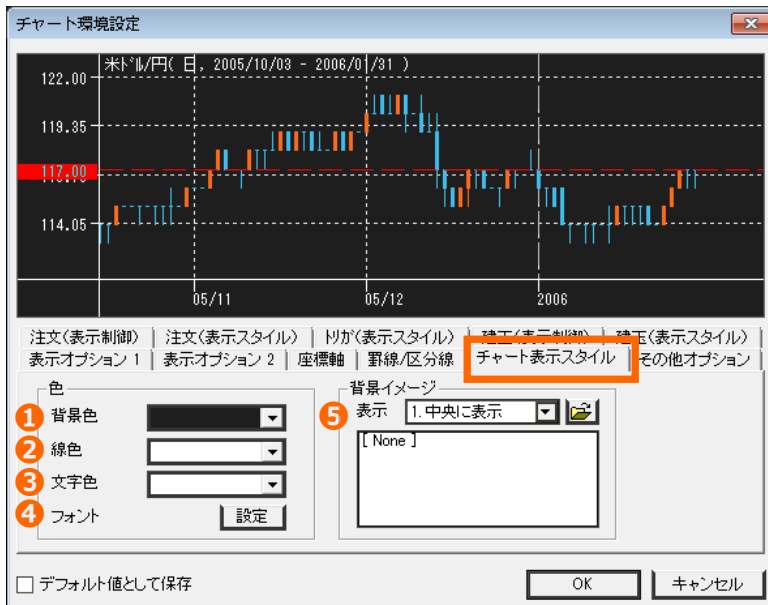 チャート環境設定
米ドル/円( 日, 2005/10/03 - 2006/01/31 )
122.00
119.35
117.00
114.05
05/11 05/12 2006
注文(表示制御) 注文(表示スタイル) トリガ(表示スタイル) 建玉(表示制御) 建玉(表示スタイル)
表示オプション 1 表示オプション 2 座標軸 罫線/区分線 チャート表示スタイル その他オプション
色
1 背景色
2 線色
3 文字色
4 フォント 設定
背景イメージ
5 表示 1.中央に表示
[ None ]
デフォルト値として保存
OK キャンセル